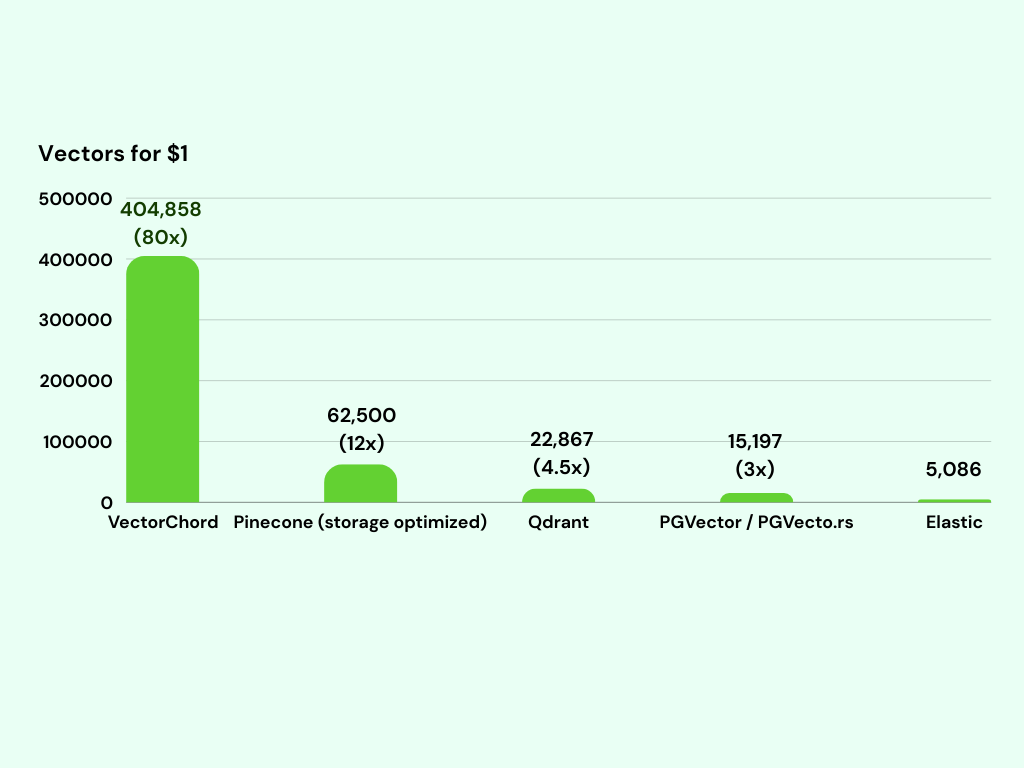 Vectors for $1
500000
404,858
(80x)
400000
300000
200000
62,500
(12x)
100000
22,867
(4.5x)
15,197
(3x)
5,086
0
VectorChord
Pinecone (storage optimized)
Qdrant
PGVector / PGVecto.rs
Elastic